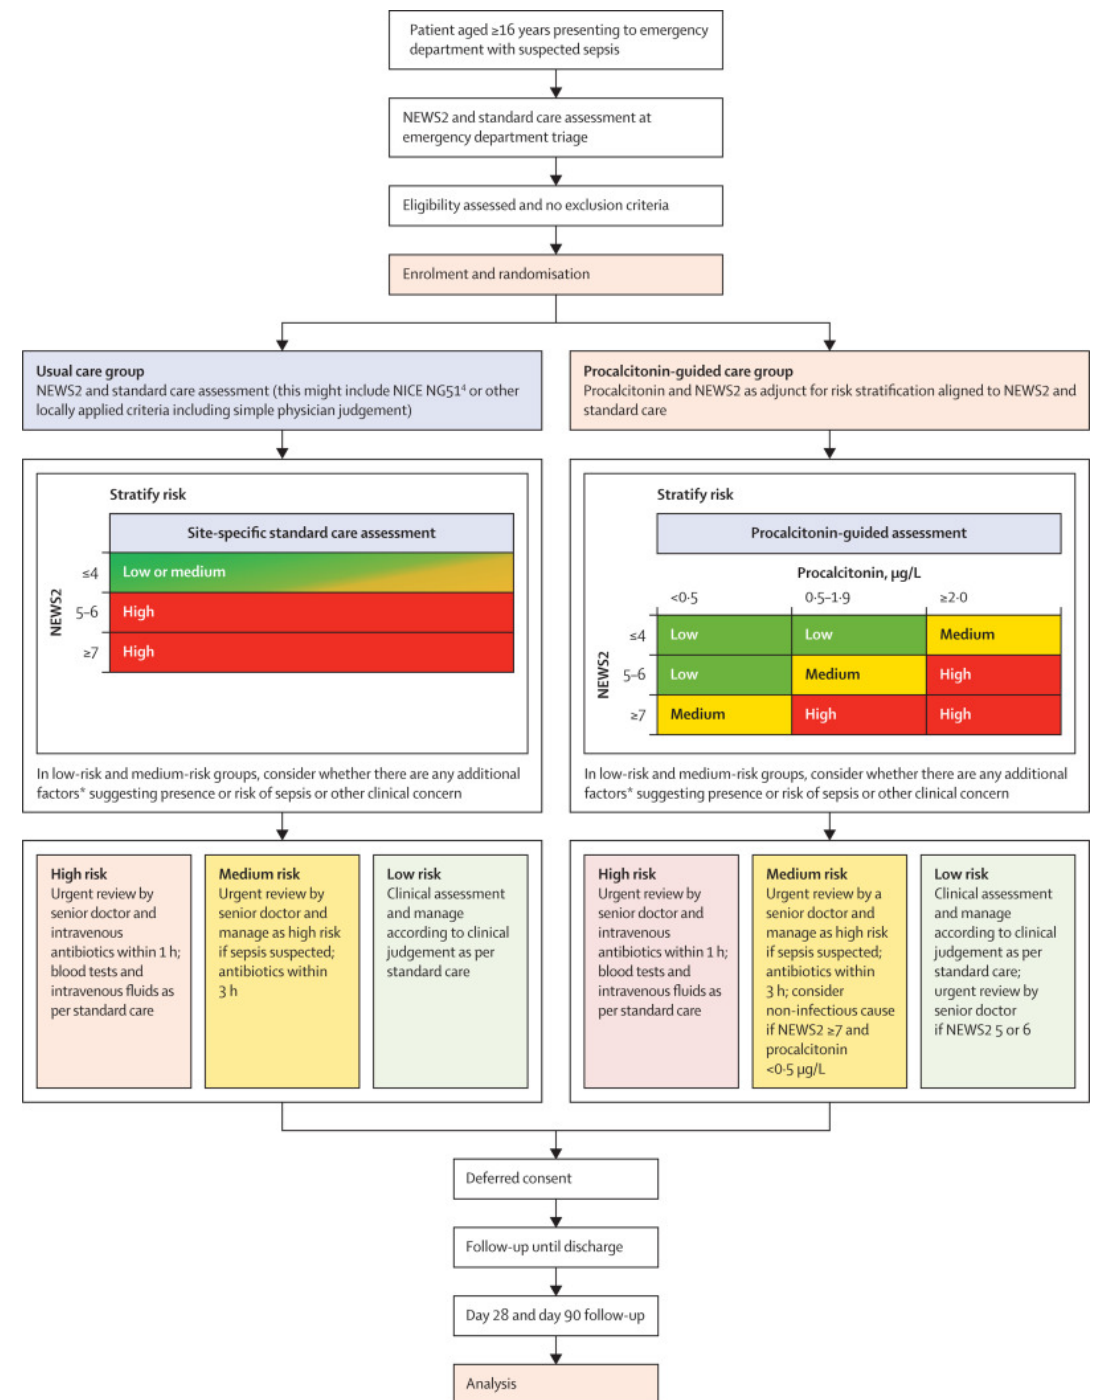 Patient aged ≥16 years presenting to emergency
department with suspected sepsis
NEWS2 and standard care assessment at
emergency department triage
Eligibility assessed and no exclusion criteria
Enrolment and randomisation
Usual care group
NEWS2 and standard care assessment (this might include NICE NG51⁴ or other
locally applied criteria including simple physician judgement)
Stratify risk
Site-specific standard care assessment
NEWS2
≤4 Low or medium
5–6 High
≥7 High
In low-risk and medium-risk groups, consider whether there are any additional
factors* suggesting presence or risk of sepsis or other clinical concern
High risk
Urgent review by
senior doctor and
intravenous
antibiotics within 1 h;
blood tests and
intravenous fluids as
per standard care
Medium risk
Urgent review by
senior doctor and
manage as high risk
if sepsis suspected;
antibiotics within
3 h
Low risk
Clinical assessment
and manage
according to clinical
judgement as per
standard care
Procalcitonin-guided care group
Procalcitonin and NEWS2 as adjunct for risk stratification aligned to NEWS2 and
standard care
Stratify risk
Procalcitonin-guided assessment
Procalcitonin, µg/L
<0·5 0·5–1·9 ≥2·0
NEWS2
≤4 Low Low Medium
5–6 Low Medium High
≥7 Medium High High
In low-risk and medium-risk groups, consider whether there are any additional
factors* suggesting presence or risk of sepsis or other clinical concern
High risk
Urgent review by
senior doctor and
intravenous
antibiotics within 1 h;
blood tests and
intravenous fluids as
per standard care
Medium risk
Urgent review by a
senior doctor and
manage as high risk
if sepsis suspected;
antibiotics within
3 h; consider
non-infectious cause
if NEWS2 ≥7 and
procalcitonin
<0·5 µg/L
Low risk
Clinical assessment
and manage
according to clinical
judgement as per
standard care;
urgent review by
senior doctor
if NEWS2 5 or 6
Deferred consent
Follow-up until discharge
Day 28 and day 90 follow-up
Analysis